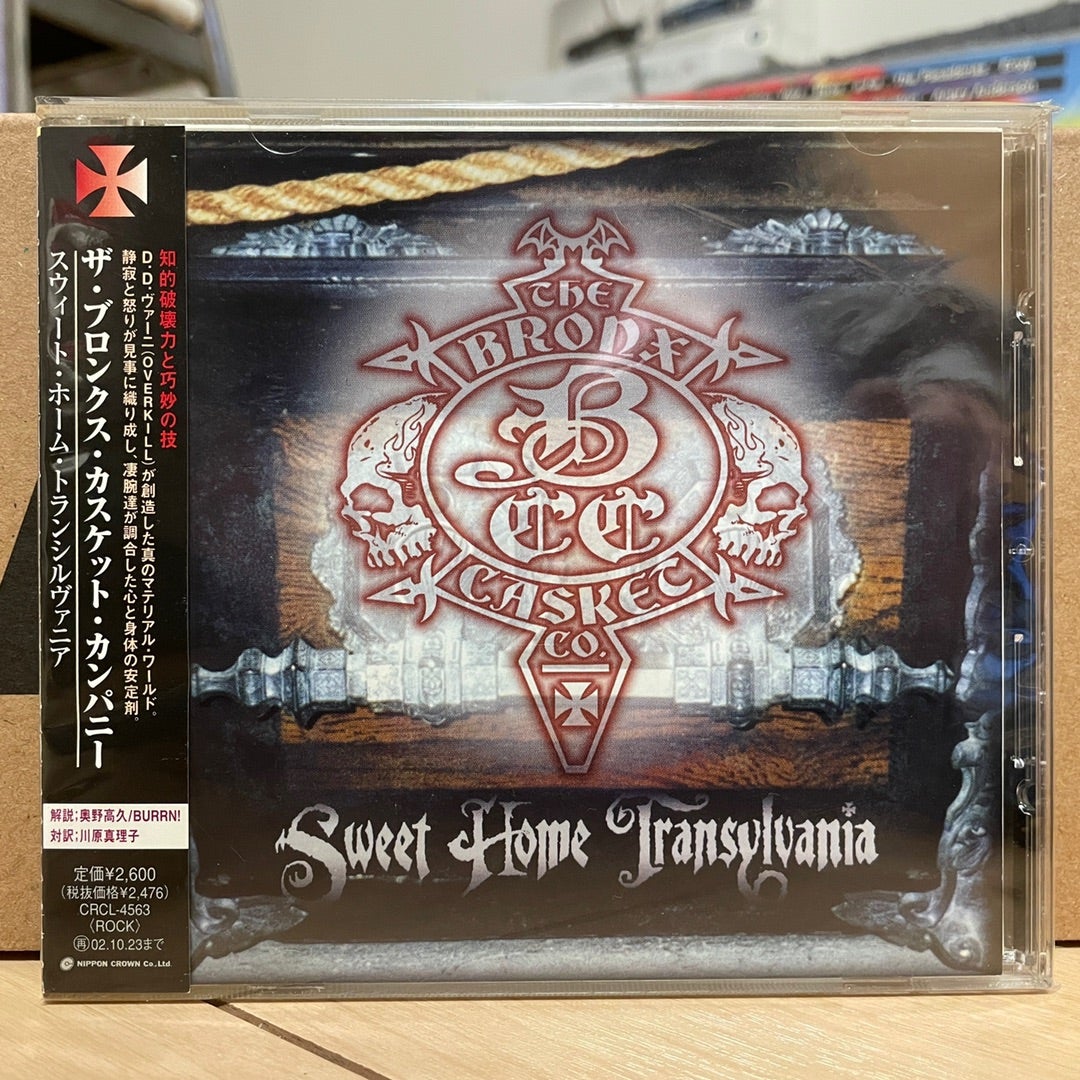 知的破壊力と巧妙の技
D.D.ヴァーニ(OVERKILL)が創造した真のマテリアル・ワールド。
静寂と怒りが見事に織り成し、凄腕達が調合した心と身体の安定剤。
ザ・ブロンクス・カスケット・カンパニー
スウィート・ホーム・トランシルヴァニア
解説:奥野高久/BURRN!
対訳:川原真理子
定価¥2,600
(税抜価格¥2,476)
CRCL-4563
〈ROCK〉
再02.10.23まで
NIPPON CROWN Co.,Ltd.
The
BRONX
B
CC
CASKET
CO.
Sweet Home Transylvania